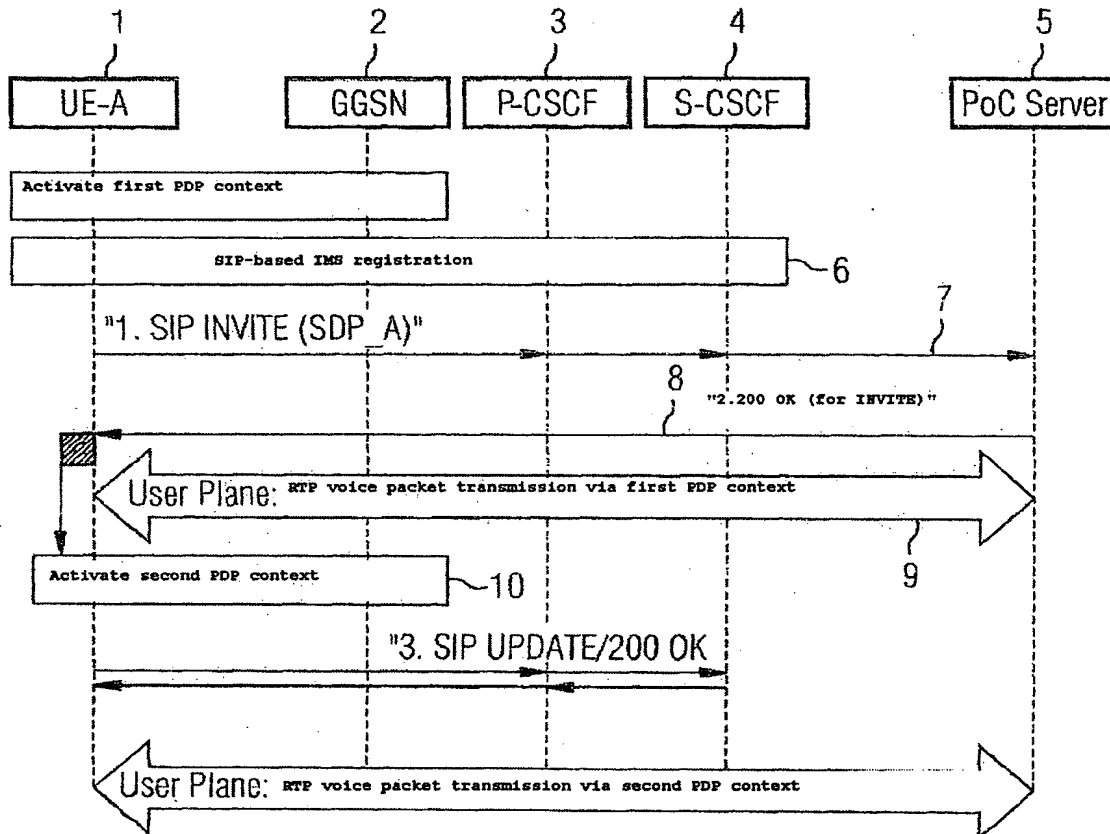 1 2 3 4 5
UE-A GGSN P-CSCF S-CSCF PoC Server
Activate first PDP context
SIP-based IMS registration
6
"1. SIP INVITE (SDP_A)"
7
8
"2.200 OK (for INVITE)"
User Plane: RTP voice packet transmission via first PDP context
9
Activate second PDP context
10
"3. SIP UPDATE/200 OK
User Plane: RTP voice packet transmission via second PDP context